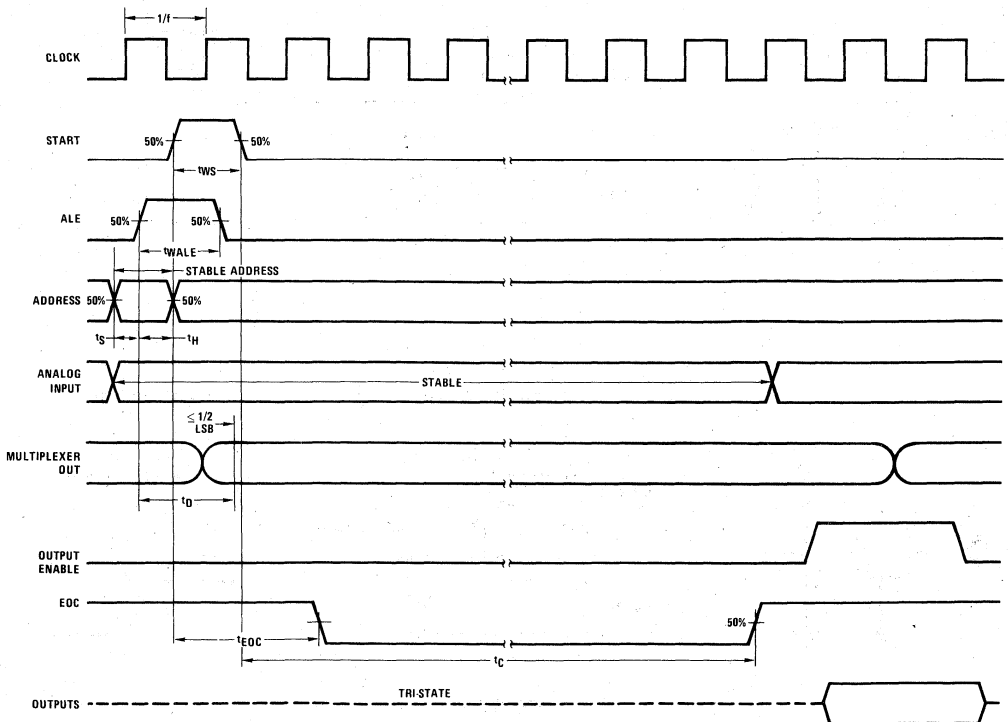 1/f
CLOCK
START
50%
50%
tWS
ALE
50%
50%
tWALE
STABLE ADDRESS
ADDRESS
50%
50%
tS
tH
ANALOG
INPUT
STABLE
≤ 1/2
LSB
MULTIPLEXER
OUT
tD
OUTPUT
ENABLE
EOC
50%
tEOC
tC
TRI-STATE
OUTPUTS